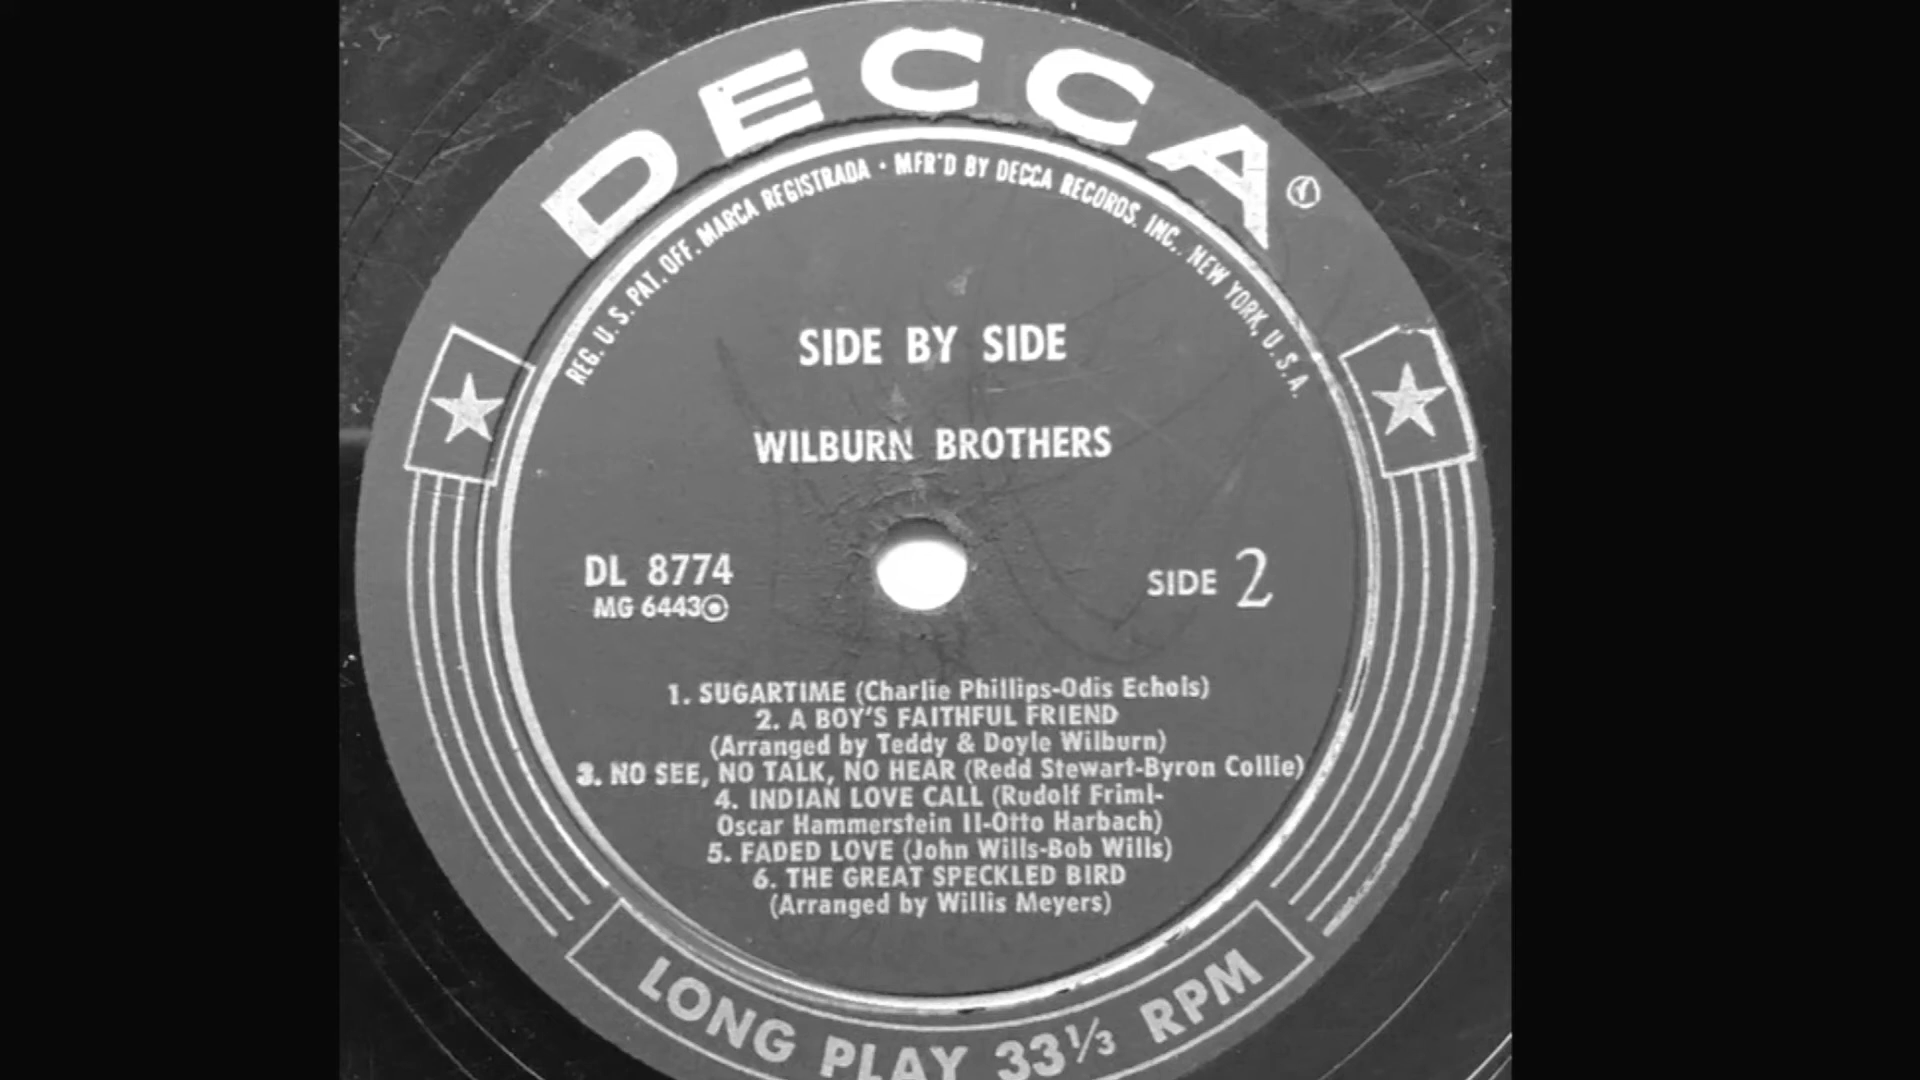 DECCA®
REG. U.S. PAT. OFF. MARCA REGISTRADA • MFR'D BY DECCA RECORDS, INC., NEW YORK, U.S.A.
SIDE BY SIDE
WILBURN BROTHERS
DL 8774
MG 6443
SIDE 2
1. SUGARTIME (Charlie Phillips-Odis Echols)
2. A BOY'S FAITHFUL FRIEND
(Arranged by Teddy & Doyle Wilburn)
3. NO SEE, NO TALK, NO HEAR (Redd Stewart-Byron Collie)
4. INDIAN LOVE CALL (Rudolf Friml-
Oscar Hammerstein II-Otto Harbach)
5. FADED LOVE (John Wills-Bob Wills)
6. THE GREAT SPECKLED BIRD
(Arranged by Willis Meyers)
LONG PLAY 33⅓ RPM